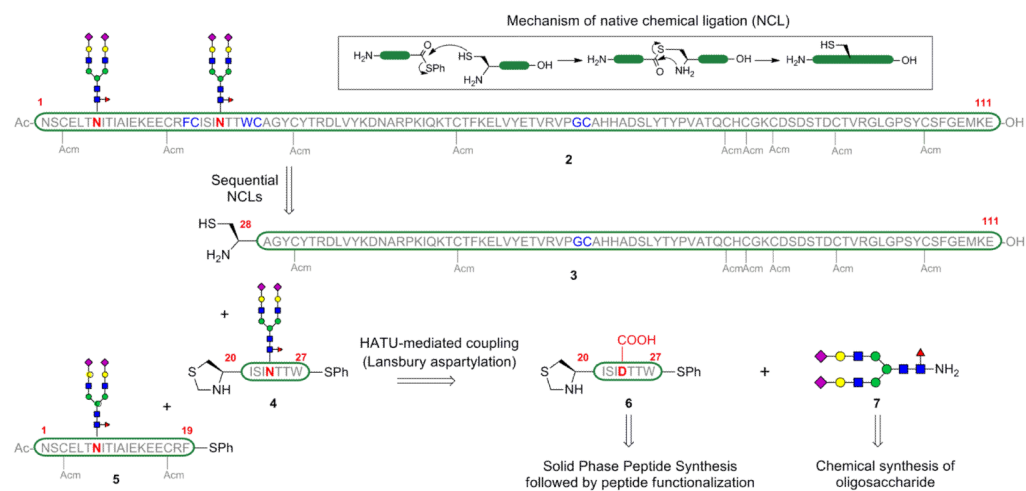 Mechanism of native chemical ligation (NCL)
H₂N
O
SPh
HS
H₂N
OH
H₂N
S
O
NH₂
OH
HS
H₂N
OH
1
111
Ac-NSCELTNITIAIEKEECRFCISINTTWCAGYCYTRDLVYKDNARPKIQKTCTFKELVYETVRVPGCAHHADSLYTYPVATQCHCGKCDSDSTDCTVRGLGPSYCSFGEMKE-OH
Acm Acm Acm Acm Acm Acm Acm Acm Acm
2
Sequential
NCLs
HS 28
111
H₂N
AGYCYTRDLVYKDNARPKIQKTCTFKELVYETVRVPGCAHHADSLYTYPVATQCHCGKCDSDSTDCTVRGLGPSYCSFGEMKE-OH
Acm Acm Acm Acm Acm Acm Acm
3
+
20 27
S
NH
ISINTTW-SPh
4
HATU-mediated coupling
(Lansbury aspartylation)
COOH
20 27
S
NH
ISIDTTW-SPh
6
+
NH₂
7
+
1 19
Ac-NSCELTNITIAIEKEECRF-SPh
Acm Acm
5
Solid Phase Peptide Synthesis
followed by peptide functionalization
Chemical synthesis of
oligosaccharide